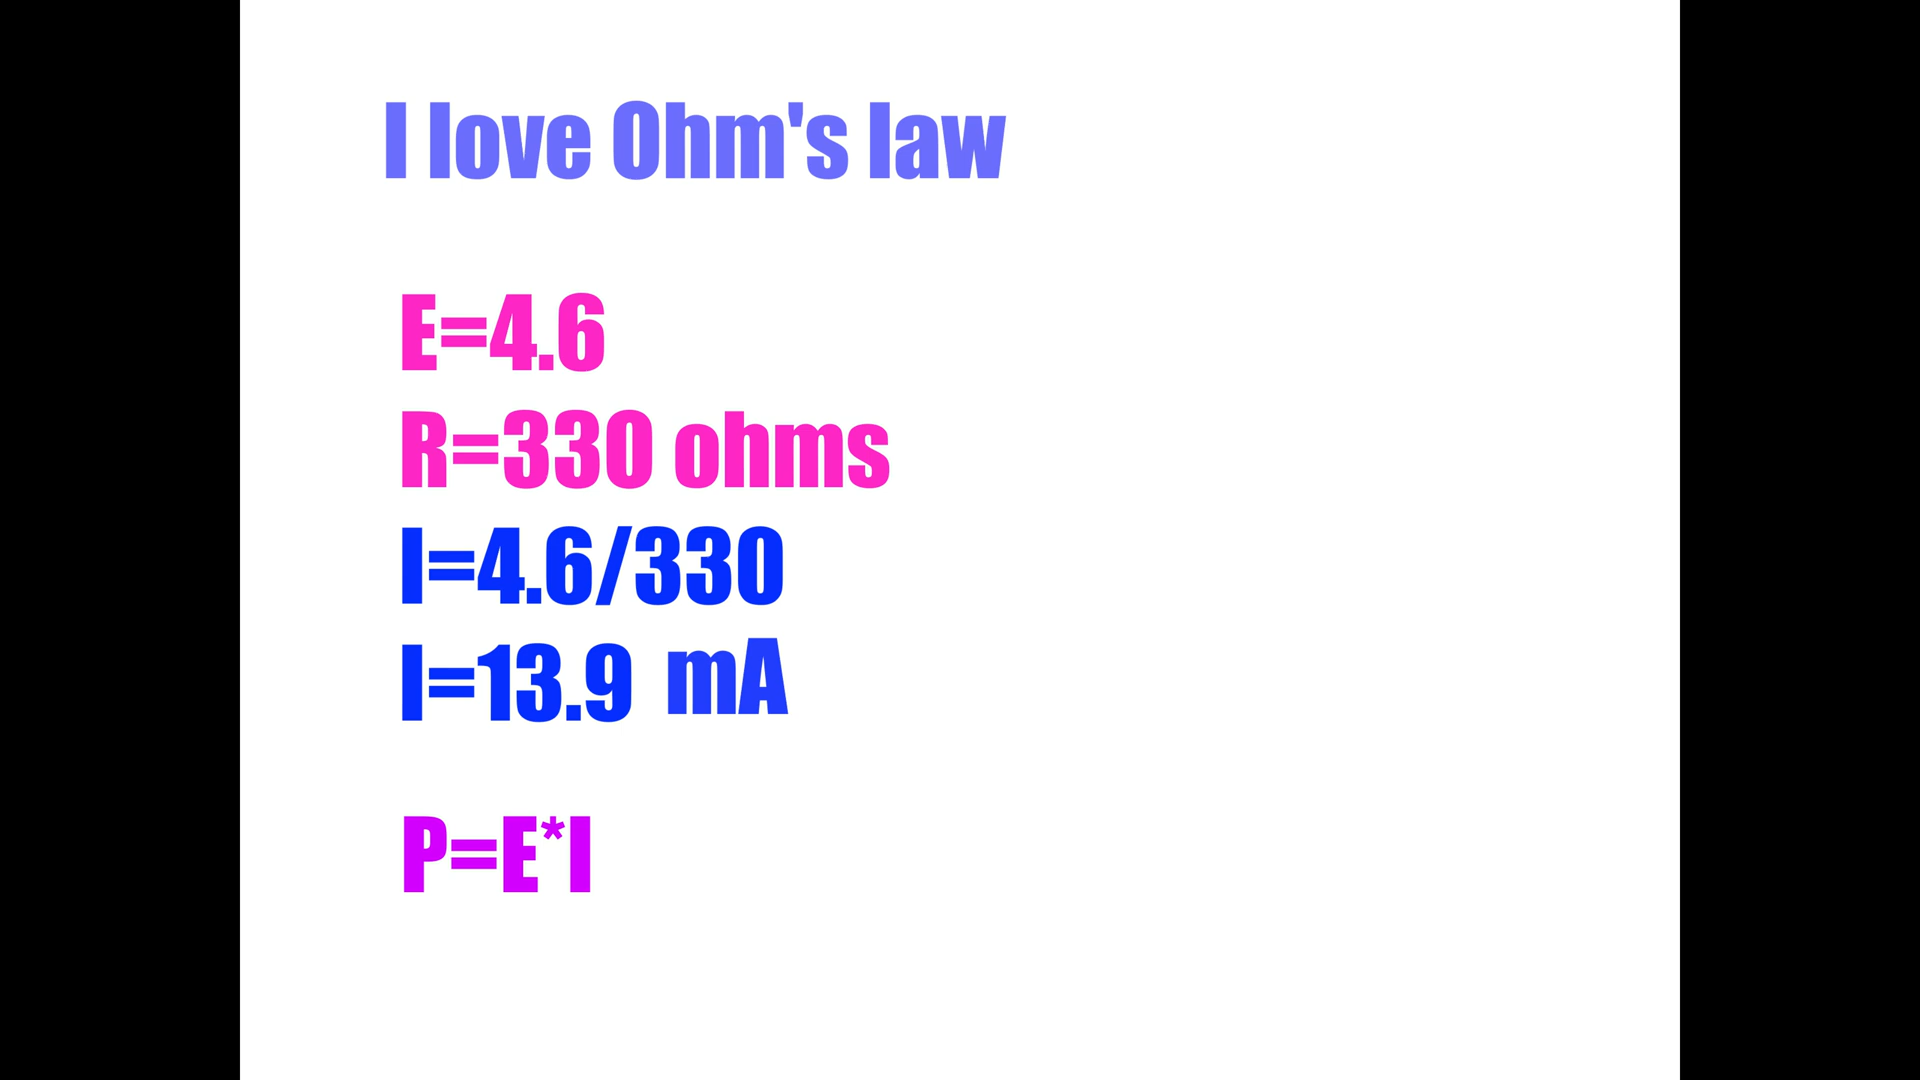 I love Ohm's law
E=4.6
R=330 ohms
I=4.6/330
I=13.9 mA
P=E*I